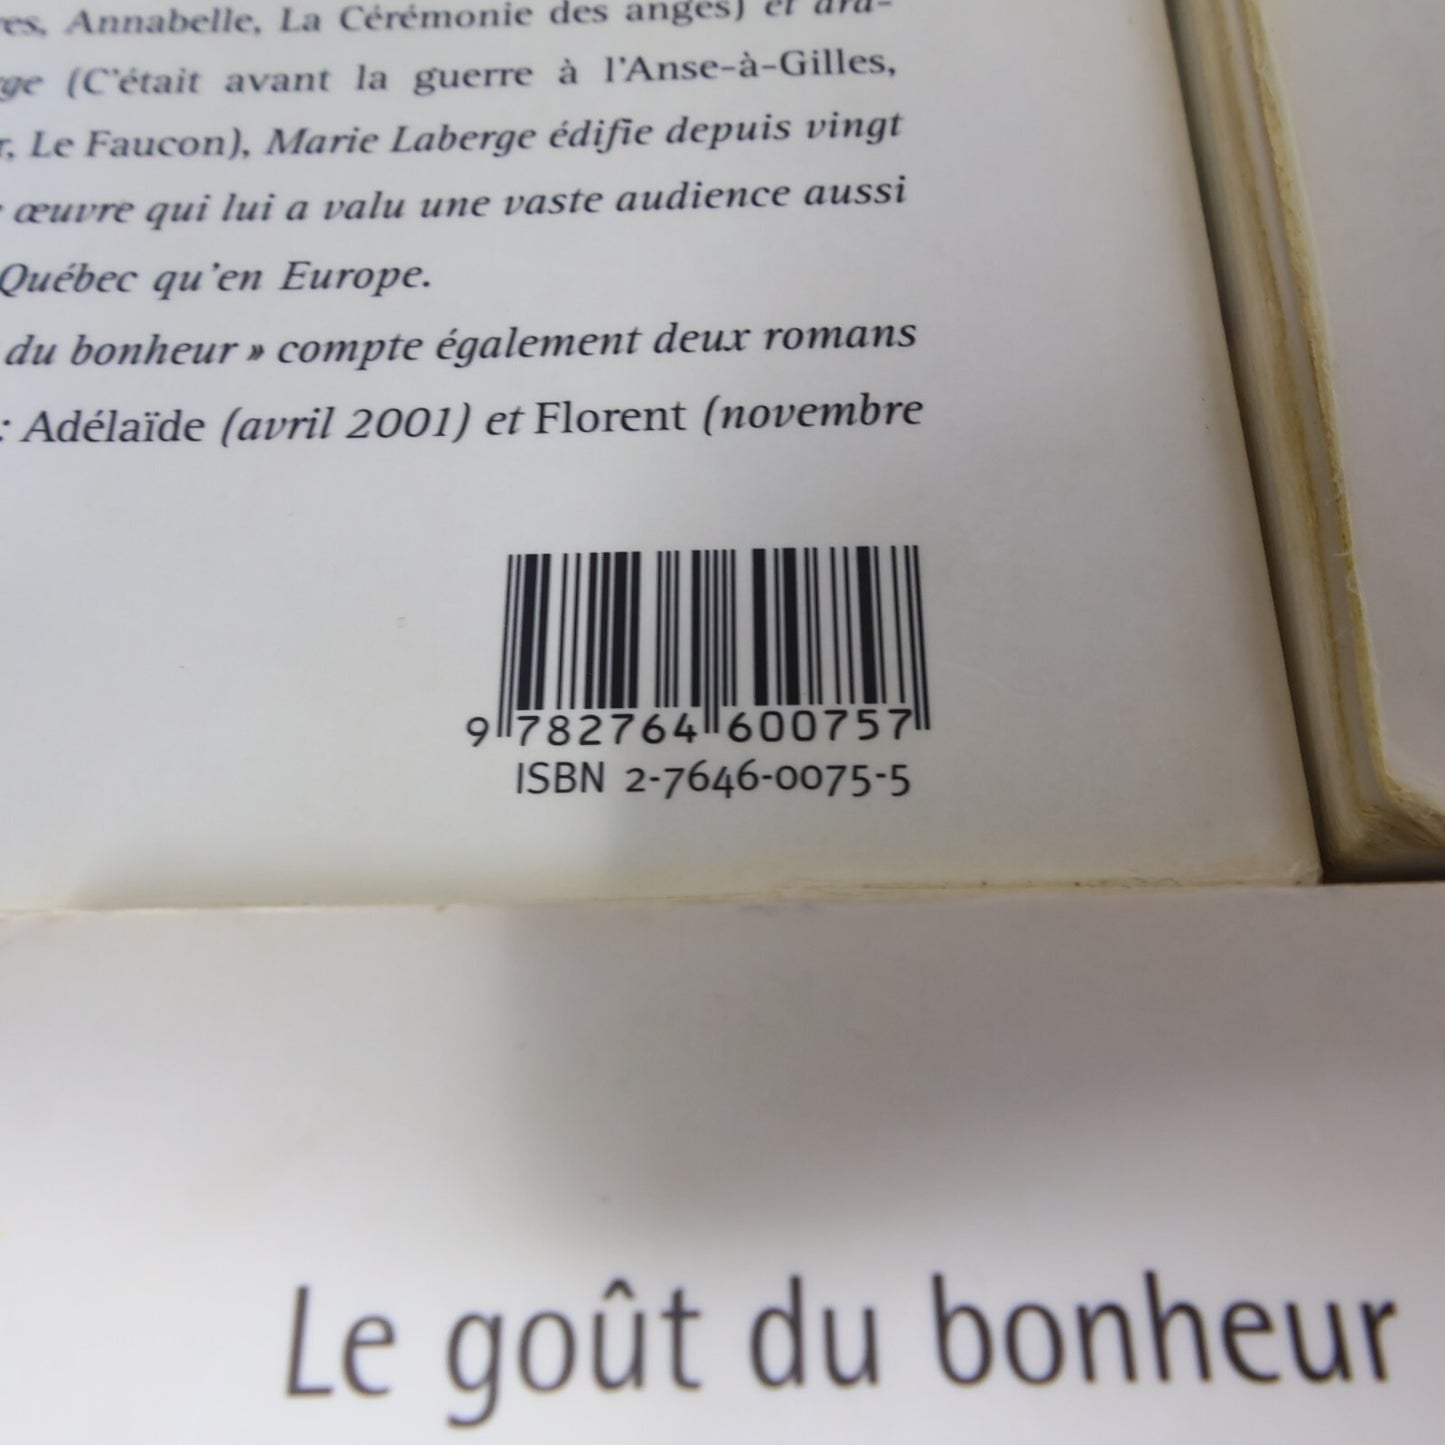 Annabelle, La Cérémonie des anges) et dra-
(C'était avant la guerre à l'Anse-à-Gilles,
Le Faucon), Marie Laberge édifie depuis vingt
œuvre qui lui a valu une vaste audience aussi
Québec qu'en Europe.
du bonheur » compte également deux romans
: Adélaïde (avril 2001) et Florent (novembre
9 782764 600757
ISBN 2-7646-0075-5
Le goût du bonheur